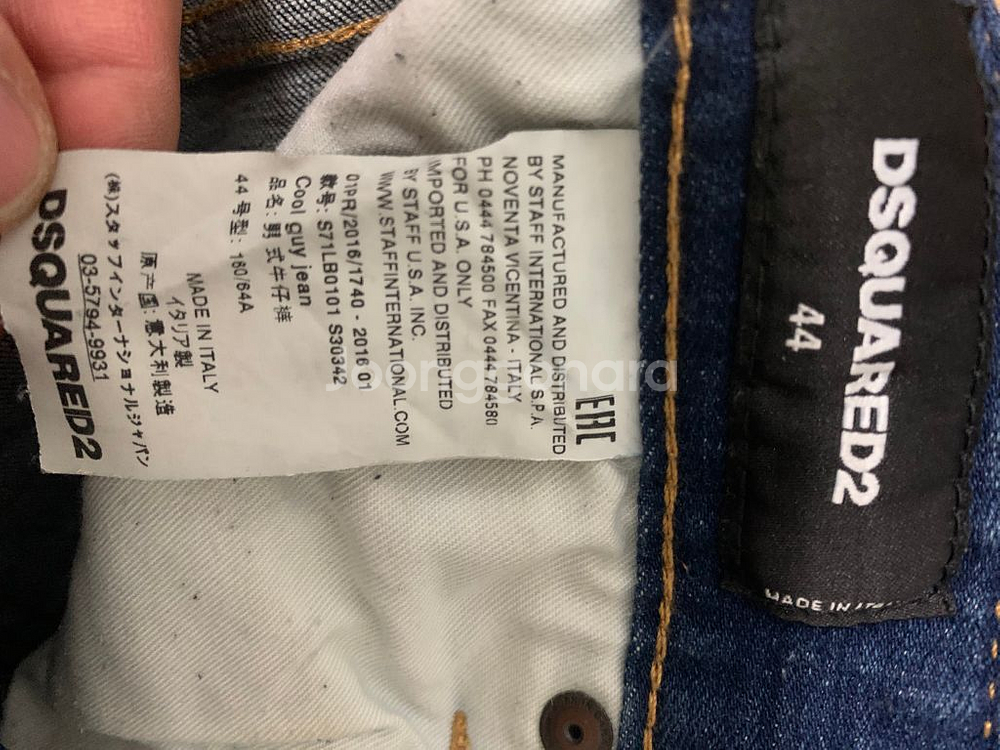 EAC
MANUFACTURED AND DISTRIBUTED
BY STAFF INTERNATIONAL S.P.A.
NOVENTA VICENTINA - ITALY
PH 0444 784500 FAX 0444 784580
FOR U.S.A. ONLY
IMPORTED AND DISTRIBUTED
BY STAFF U.S.A. INC.
WWW.STAFFINTERNATIONAL.COM
01PR/2016/1740 - 2016 01
款号: S71LB0101 S30342
Cool guy jean
品名: 男式牛仔裤
44 号型: 160/64A
MADE IN ITALY
イタリア製
原产国: 意大利製造
(株)スタッフインターナショナルジャパン
03-5794-9931
DSQUARED2
DSQUARED2
44
MADE IN ITALY